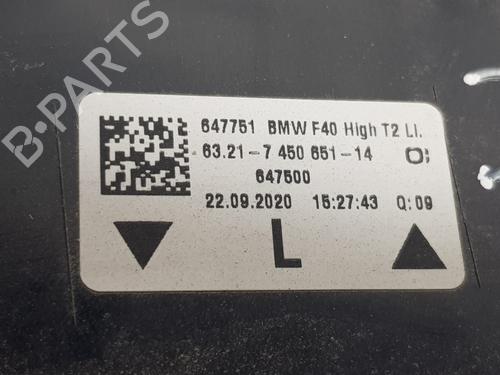 B-PARTS
647751 BMW F40 High T2 LI.
63.21-7 450 651-14
647500
22.09.2020 15:27:43 Q:09
L